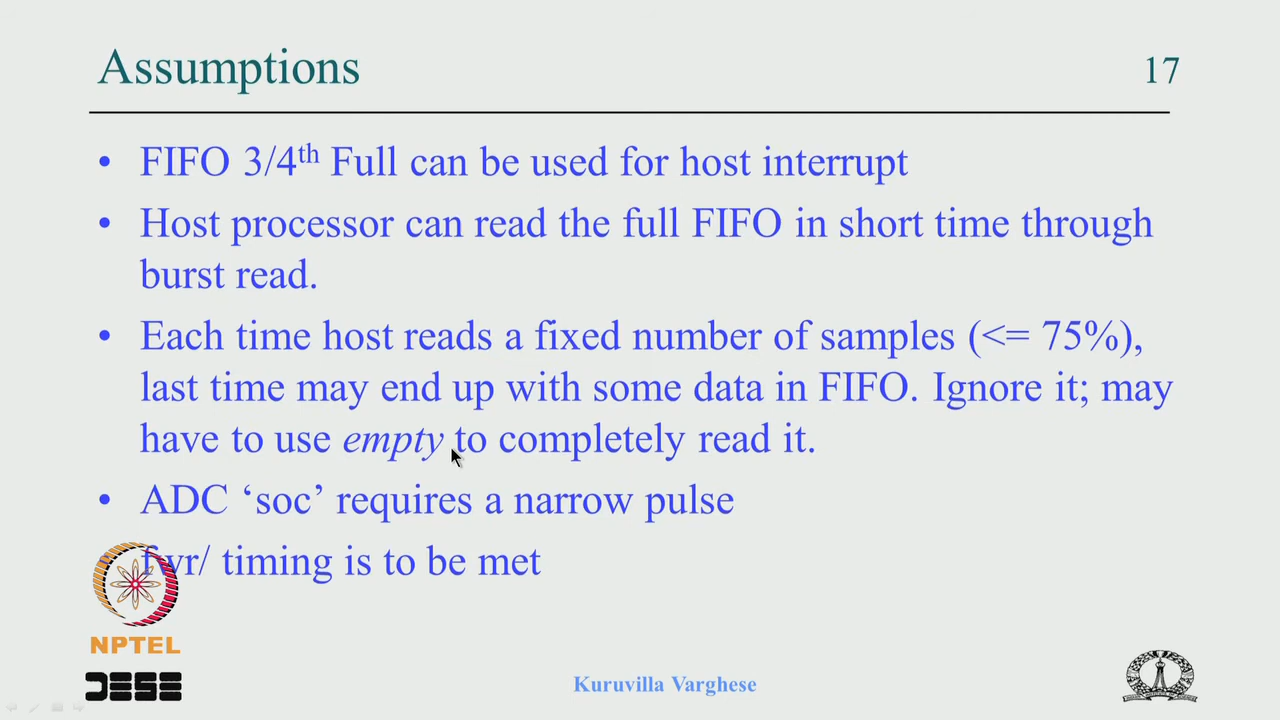 Assumptions
17
• FIFO 3/4th Full can be used for host interrupt
• Host processor can read the full FIFO in short time through
burst read.
• Each time host reads a fixed number of samples (<= 75%),
last time may end up with some data in FIFO. Ignore it; may
have to use empty to completely read it.
• ADC ‘soc’ requires a narrow pulse
fwr/ timing is to be met
NPTEL
DESE
Kuruvilla Varghese